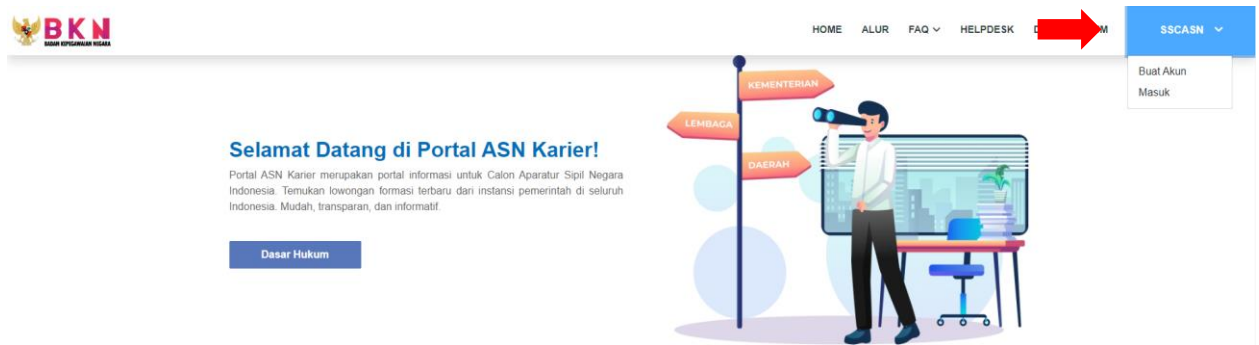 BKN
BADAN KEPEGAWAIAN NEGARA
HOME ALUR FAQ HELPDESK
SSCASN
Buat Akun
Masuk
KEMENTERIAN
LEMBAGA
DAERAH
Selamat Datang di Portal ASN Karier!
Portal ASN Karier merupakan portal informasi untuk Calon Aparatur Sipil Negara
Indonesia. Temukan lowongan formasi terbaru dari instansi pemerintah di seluruh
Indonesia. Mudah, transparan, dan informatif.
Dasar Hukum